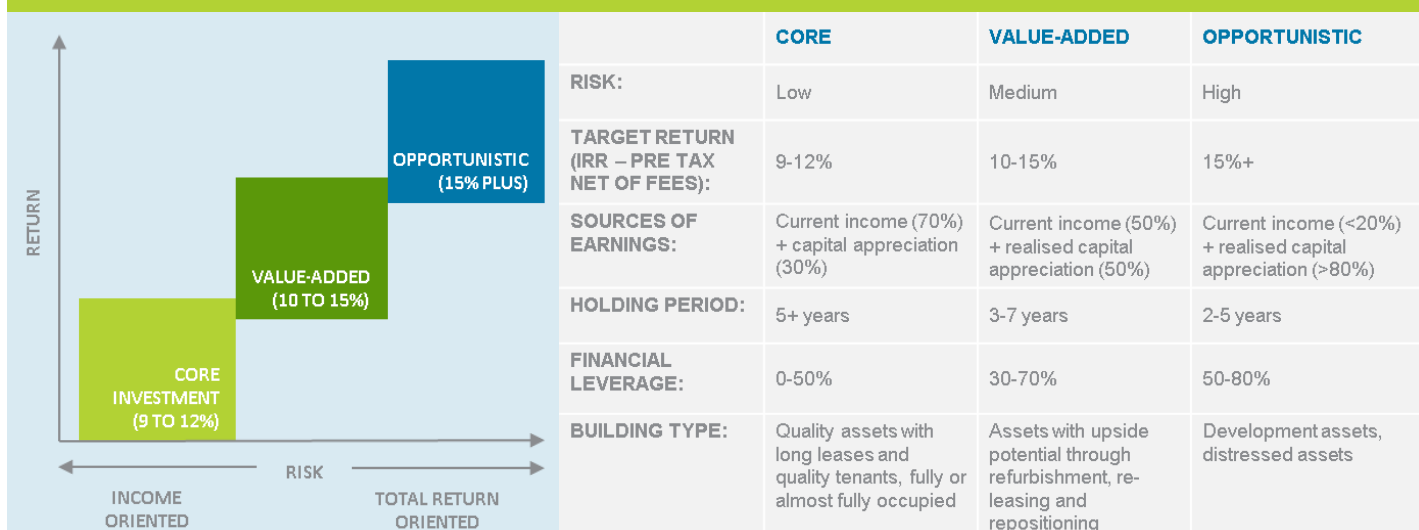 RETURN
OPPORTUNISTIC
(15% PLUS)
VALUE-ADDED
(10 TO 15%)
CORE
INVESTMENT
(9 TO 12%)
RISK
INCOME
ORIENTED
TOTAL RETURN
ORIENTED
CORE
VALUE-ADDED
OPPORTUNISTIC
RISK:
Low
Medium
High
TARGET RETURN
(IRR – PRE TAX
NET OF FEES):
9-12%
10-15%
15%+
SOURCES OF
EARNINGS:
Current income (70%)
+ capital appreciation
(30%)
Current income (50%)
+ realised capital
appreciation (50%)
Current income (<20%)
+ realised capital
appreciation (>80%)
HOLDING PERIOD:
5+ years
3-7 years
2-5 years
FINANCIAL
LEVERAGE:
0-50%
30-70%
50-80%
BUILDING TYPE:
Quality assets with
long leases and
quality tenants, fully or
almost fully occupied
Assets with upside
potential through
refurbishment, re-
leasing and
repositioning
Development assets,
distressed assets